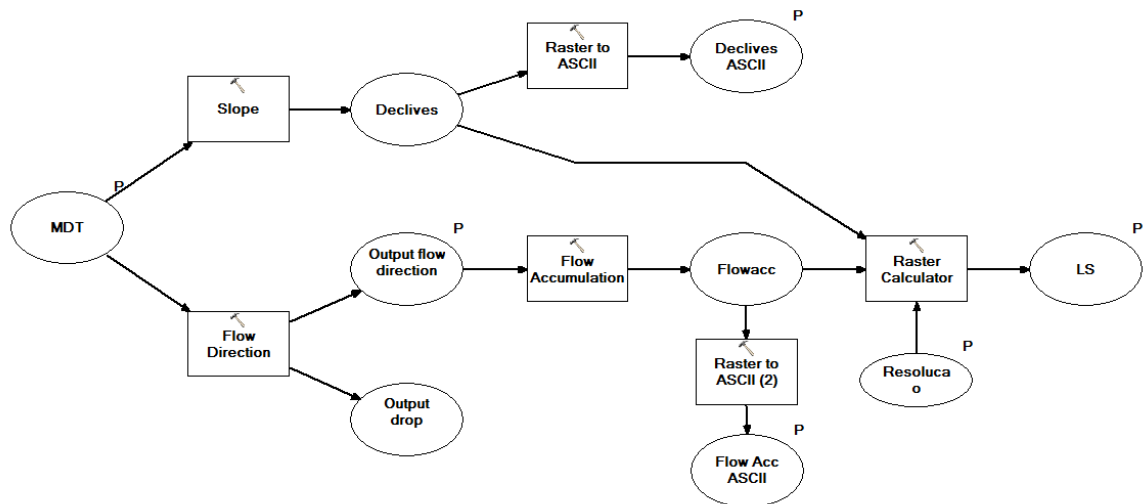 P
Raster to
ASCII
Declives
ASCII
Slope
Declives
P
MDT
P
Output flow
direction
P
Flow
Accumulation
Flowacc
Raster
Calculator
P
LS
Flow
Direction
Raster to
ASCII (2)
P
Resoluca
o
Output
drop
P
Flow Acc
ASCII